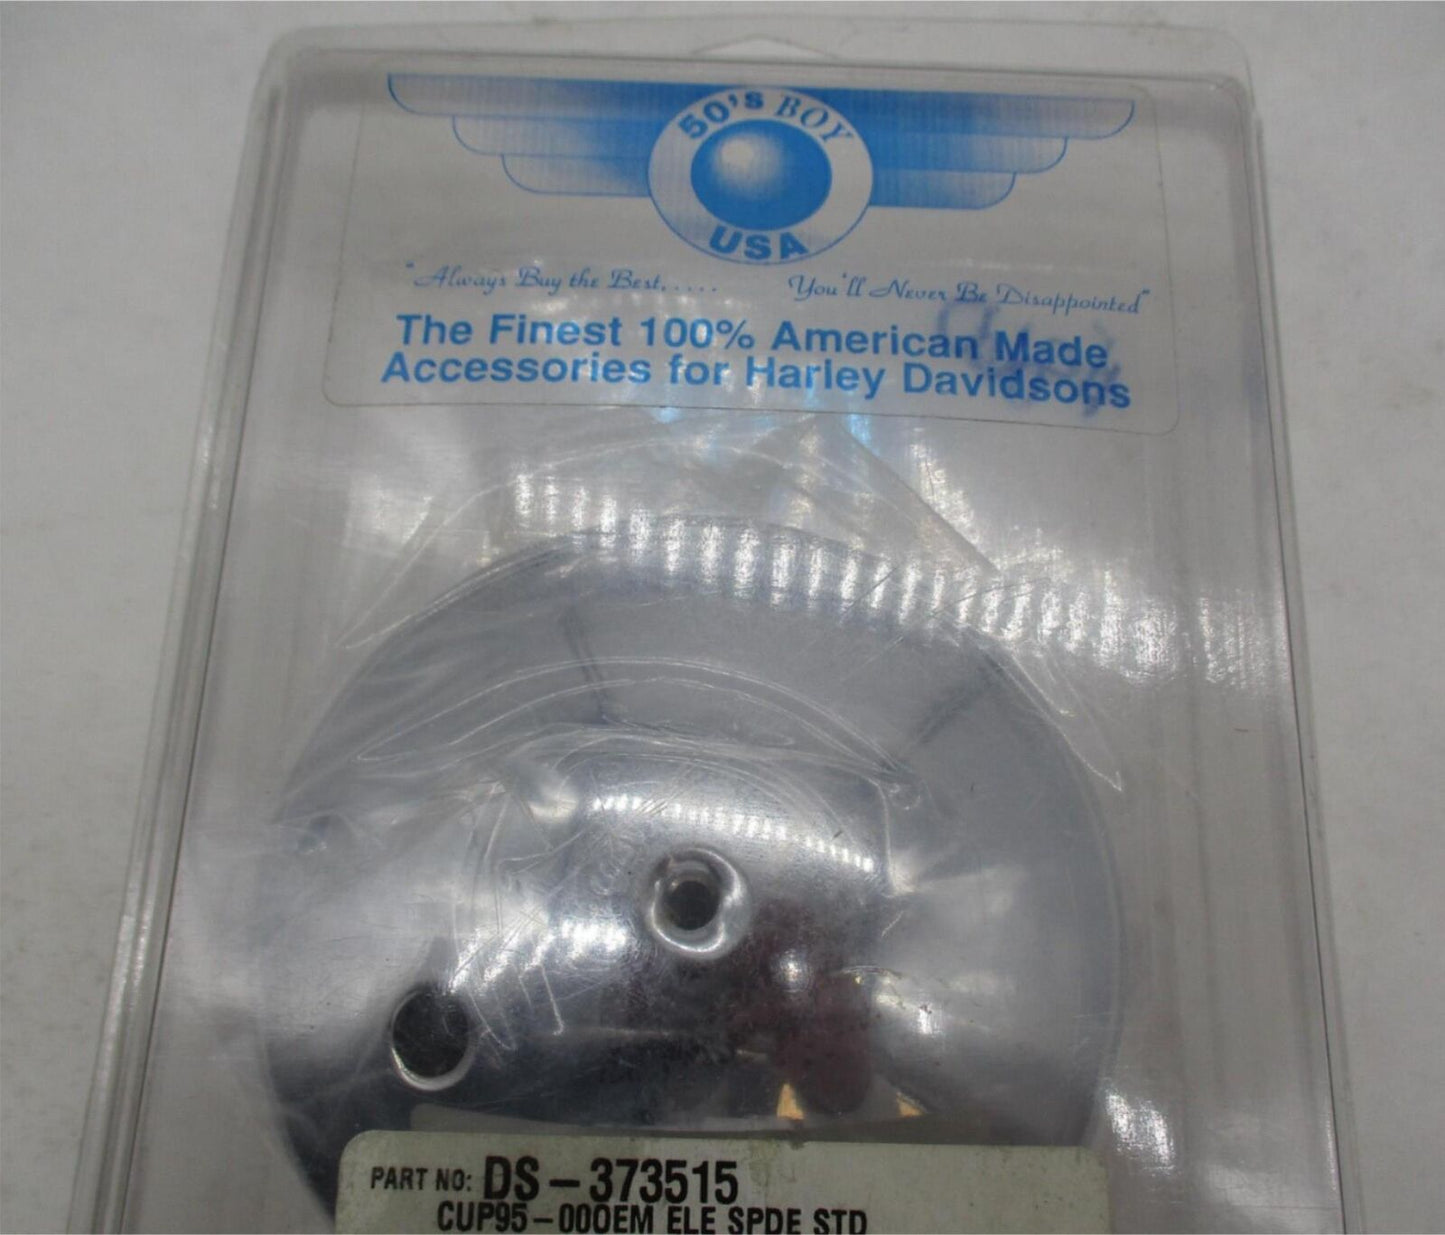 50's BOY
USA
"Always Buy the Best..... You'll Never Be Disappointed"
The Finest 100% American Made
Accessories for Harley Davidsons
PART NO: DS-373515
CUP95-00OEM ELE SPDE STD